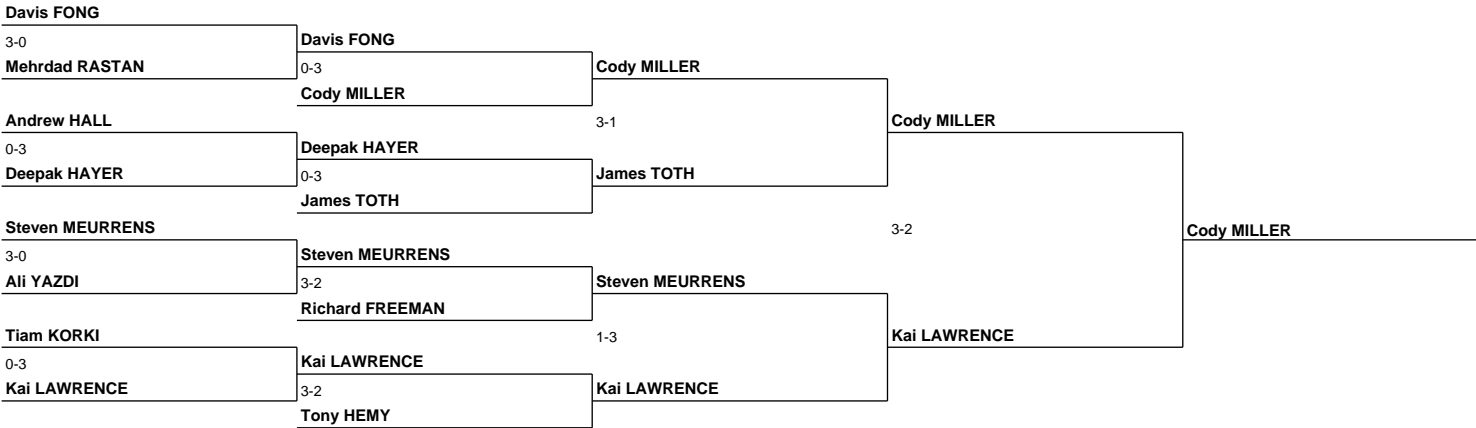 Davis FONG
3-0
Mehrdad RASTAN
Andrew HALL
0-3
Deepak HAYER
Steven MEURRENS
3-0
Ali YAZDI
Tiam KORKI
0-3
Kai LAWRENCE
Davis FONG
0-3
Cody MILLER
Deepak HAYER
0-3
James TOTH
Steven MEURRENS
3-2
Richard FREEMAN
Kai LAWRENCE
3-2
Tony HEMY
Cody MILLER
3-1
James TOTH
Steven MEURRENS
1-3
Kai LAWRENCE
Cody MILLER
3-2
Kai LAWRENCE
Cody MILLER